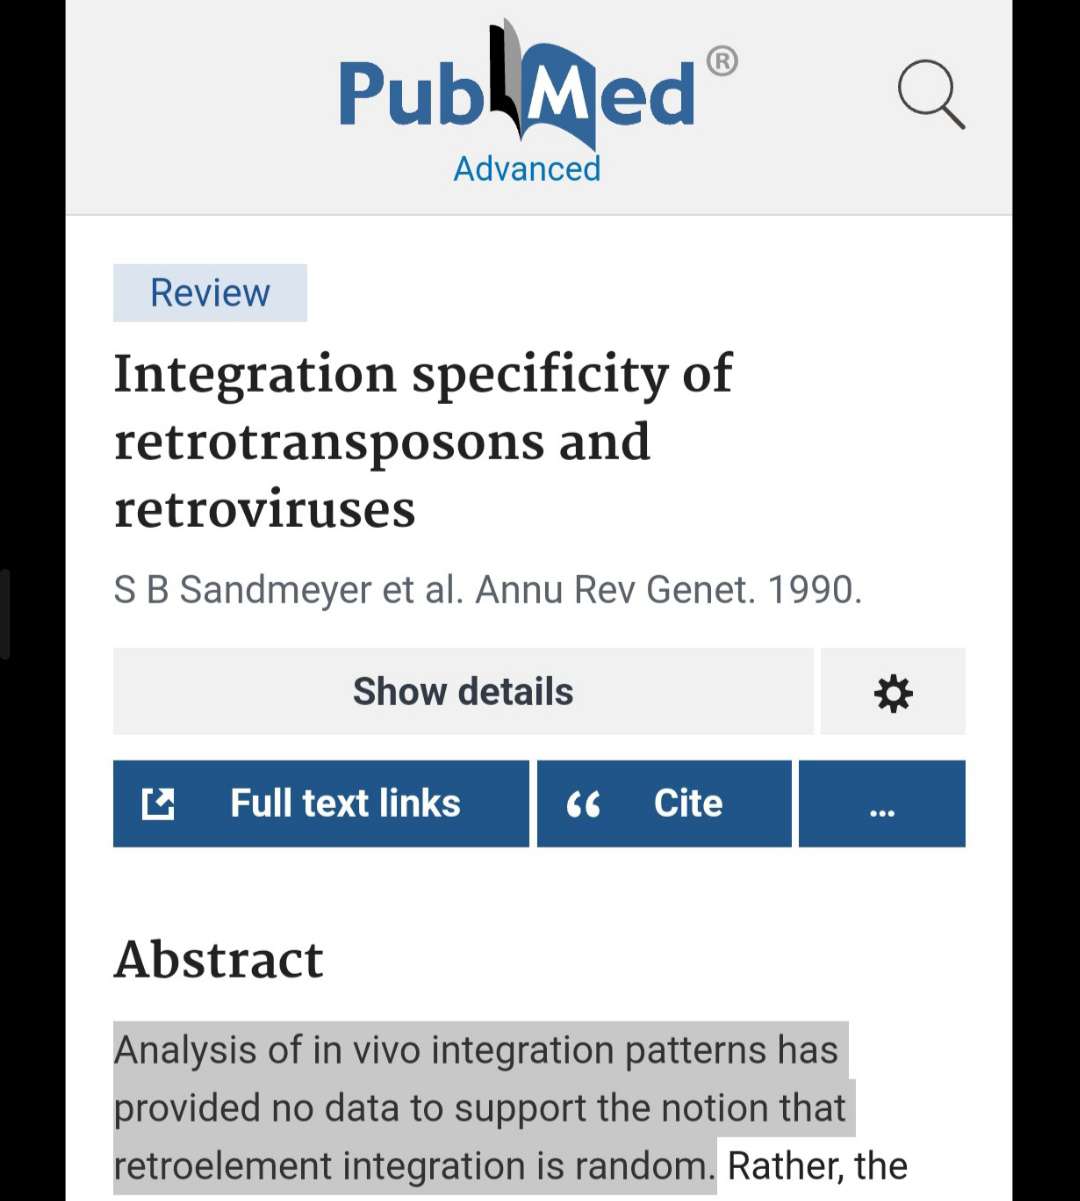 PubMed®
Advanced
Review
Integration specificity of
retrotransposons and
retroviruses
S B Sandmeyer et al. Annu Rev Genet. 1990.
Show details
Full text links
Cite
...
Abstract
Analysis of in vivo integration patterns has
provided no data to support the notion that
retroelement integration is random. Rather, the